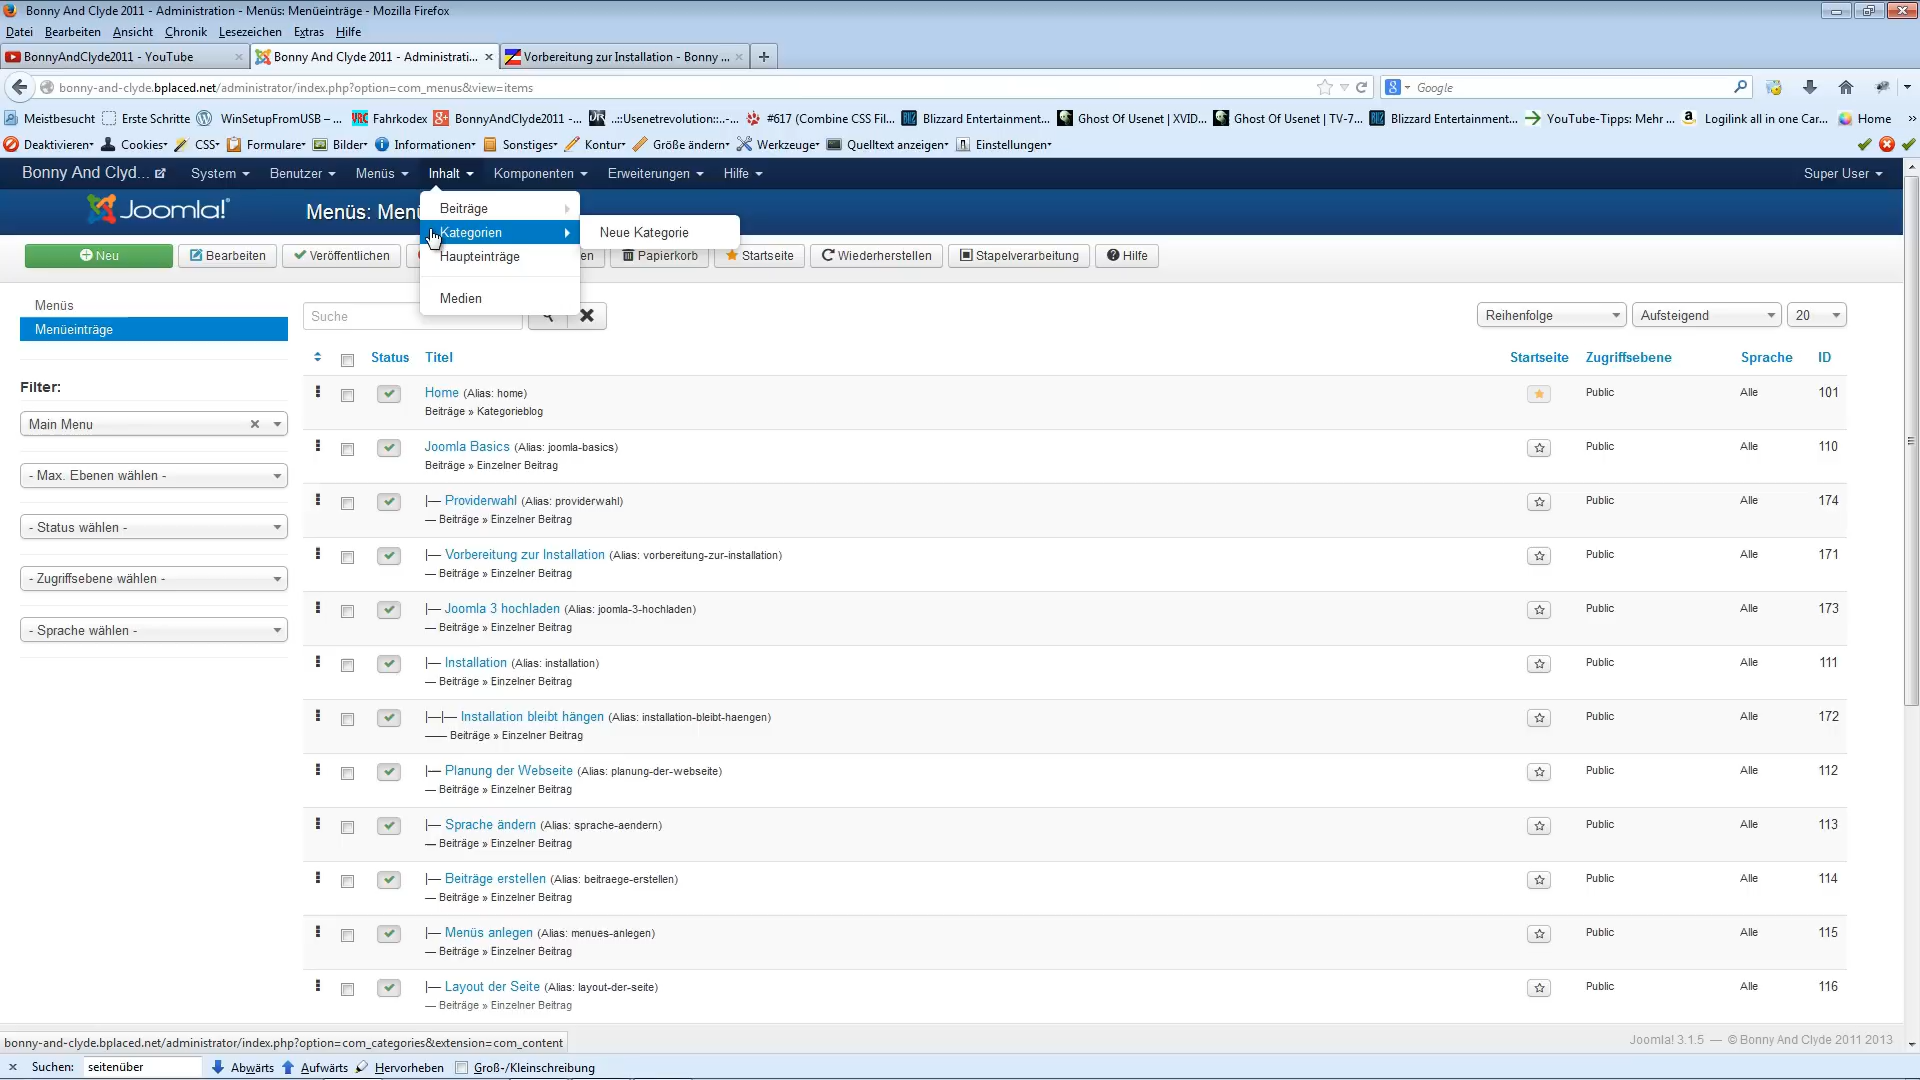 Bonny And Clyde 2011 - Administration - Menüs: Menüeinträge - Mozilla Firefox
Datei Bearbeiten Ansicht Chronik Lesezeichen Extras Hilfe
BonnyAndClyde2011 - YouTube
Bonny And Clyde 2011 - Administrati...
Vorbereitung zur Installation - Bonny ...
bonny-and-clyde.bplaced.net/administrator/index.php?option=com_menus&view=items
Google
Meistbesucht Erste Schritte WinSetupFromUSB – ... Fahrkodex BonnyAndClyde2011 -... ..::Usenetrevolution::..-... #617 (Combine CSS Fil... Blizzard Entertainment... Ghost Of Usenet | XVID... Ghost Of Usenet | TV-7... Blizzard Entertainment... YouTube-Tipps: Mehr ... Logilink all in one Car... Home »
Deaktivieren Cookies CSS Formulare Bilder Informationen Sonstiges Kontur Größe ändern Werkzeuge Quelltext anzeigen Einstellungen
Bonny And Clyd... System Benutzer Menüs Inhalt Komponenten Erweiterungen Hilfe Super User
Joomla! Menüs: Menü
Beiträge
Kategorien
Neue Kategorie
Haupteinträge
Medien
Neu Bearbeiten Veröffentlichen en Papierkorb Startseite Wiederherstellen Stapelverarbeitung Hilfe
Menüs
Menüeinträge
Suche
Reihenfolge Aufsteigend 20
Filter:
Main Menu
- Max. Ebenen wählen -
- Status wählen -
- Zugriffsebene wählen -
- Sprache wählen -
Status Titel Startseite Zugriffsebene Sprache ID
Home (Alias: home) Public Alle 101
Beiträge » Kategorieblog
Joomla Basics (Alias: joomla-basics) Public Alle 110
Beiträge » Einzelner Beitrag
|— Providerwahl (Alias: providerwahl) Public Alle 174
— Beiträge » Einzelner Beitrag
|— Vorbereitung zur Installation (Alias: vorbereitung-zur-installation) Public Alle 171
— Beiträge » Einzelner Beitrag
|— Joomla 3 hochladen (Alias: joomla-3-hochladen) Public Alle 173
— Beiträge » Einzelner Beitrag
|— Installation (Alias: installation) Public Alle 111
— Beiträge » Einzelner Beitrag
|—|— Installation bleibt hängen (Alias: installation-bleibt-haengen) Public Alle 172
—— Beiträge » Einzelner Beitrag
|— Planung der Webseite (Alias: planung-der-webseite) Public Alle 112
— Beiträge » Einzelner Beitrag
|— Sprache ändern (Alias: sprache-aendern) Public Alle 113
— Beiträge » Einzelner Beitrag
|— Beiträge erstellen (Alias: beitraege-erstellen) Public Alle 114
— Beiträge » Einzelner Beitrag
|— Menüs anlegen (Alias: menues-anlegen) Public Alle 115
— Beiträge » Einzelner Beitrag
|— Layout der Seite (Alias: layout-der-seite) Public Alle 116
— Beiträge » Einzelner Beitrag
bonny-and-clyde.bplaced.net/administrator/index.php?option=com_categories&extension=com_content
Joomla! 3.1.5 — © Bonny And Clyde 2011 2013
× Suchen: seitenüber Abwärts Aufwärts Hervorheben Groß-/Kleinschreibung